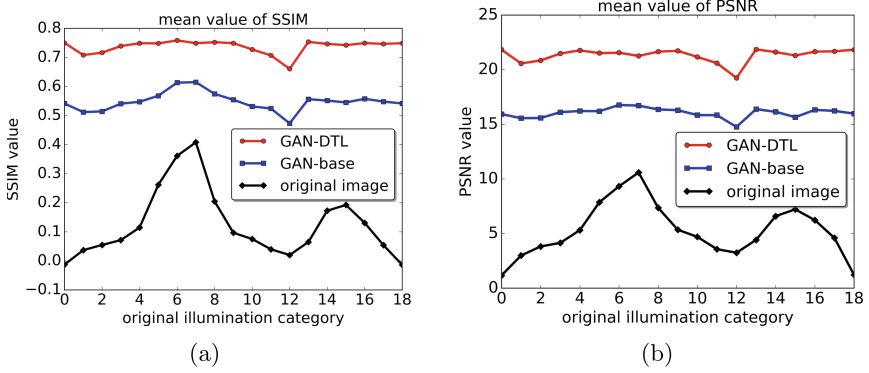 mean value of SSIM
0.8
0.7
0.6
0.5
0.4
0.3
0.2
0.1
0.0
−0.1
SSIM value
GAN-DTL
GAN-base
original image
0 2 4 6 8 10 12 14 16 18
original illumination category
(a)
mean value of PSNR
25
20
15
10
5
0
PSNR value
GAN-DTL
GAN-base
original image
0 2 4 6 8 10 12 14 16 18
original illumination category
(b)